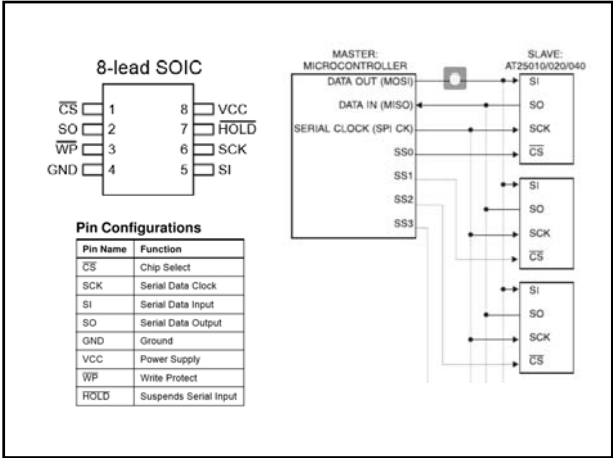 8-lead SOIC
CS 1 8 VCC
SO 2 7 HOLD
WP 3 6 SCK
GND 4 5 SI
Pin Configurations
Pin Name Function
CS Chip Select
SCK Serial Data Clock
SI Serial Data Input
SO Serial Data Output
GND Ground
VCC Power Supply
WP Write Protect
HOLD Suspends Serial Input
MASTER:
MICROCONTROLLER
SLAVE:
AT25010/020/040
DATA OUT (MOSI)
DATA IN (MISO)
SERIAL CLOCK (SPI CK)
SS0
SS1
SS2
SS3
SI
SO
SCK
CS
SI
SO
SCK
CS
SI
SO
SCK
CS